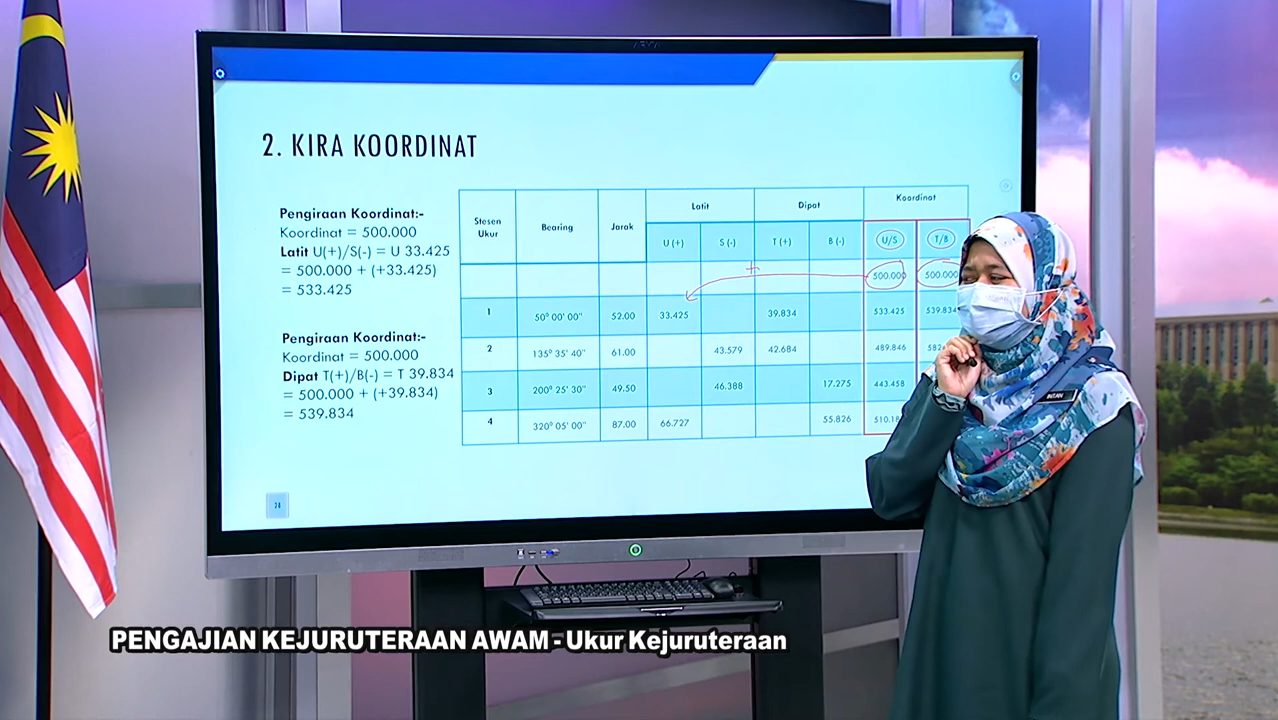 2. KIRA KOORDINAT
Pengiraan Koordinat:-
Koordinat = 500.000
Latit U(+)/S(-) = U 33.425
= 500.000 + (+33.425)
= 533.425
Pengiraan Koordinat:-
Koordinat = 500.000
Dipat T(+)/B(-) = T 39.834
= 500.000 + (+39.834)
= 539.834
Stesen Ukur Bearing Jarak Latit Dipat Koordinat
U (+) S (-) T (+) B (-) U/S T/B
+
500.000 500.000
1 50° 00' 00" 52.00 33.425 39.834 533.425 539.834
2 135° 35' 40" 61.00 43.579 42.684 489.846
3 200° 25' 30" 49.50 46.388 17.275 443.458
4 320° 05' 00" 87.00 66.727 55.826
28
INTAN
PENGAJIAN KEJURUTERAAN AWAM - Ukur Kejuruteraan